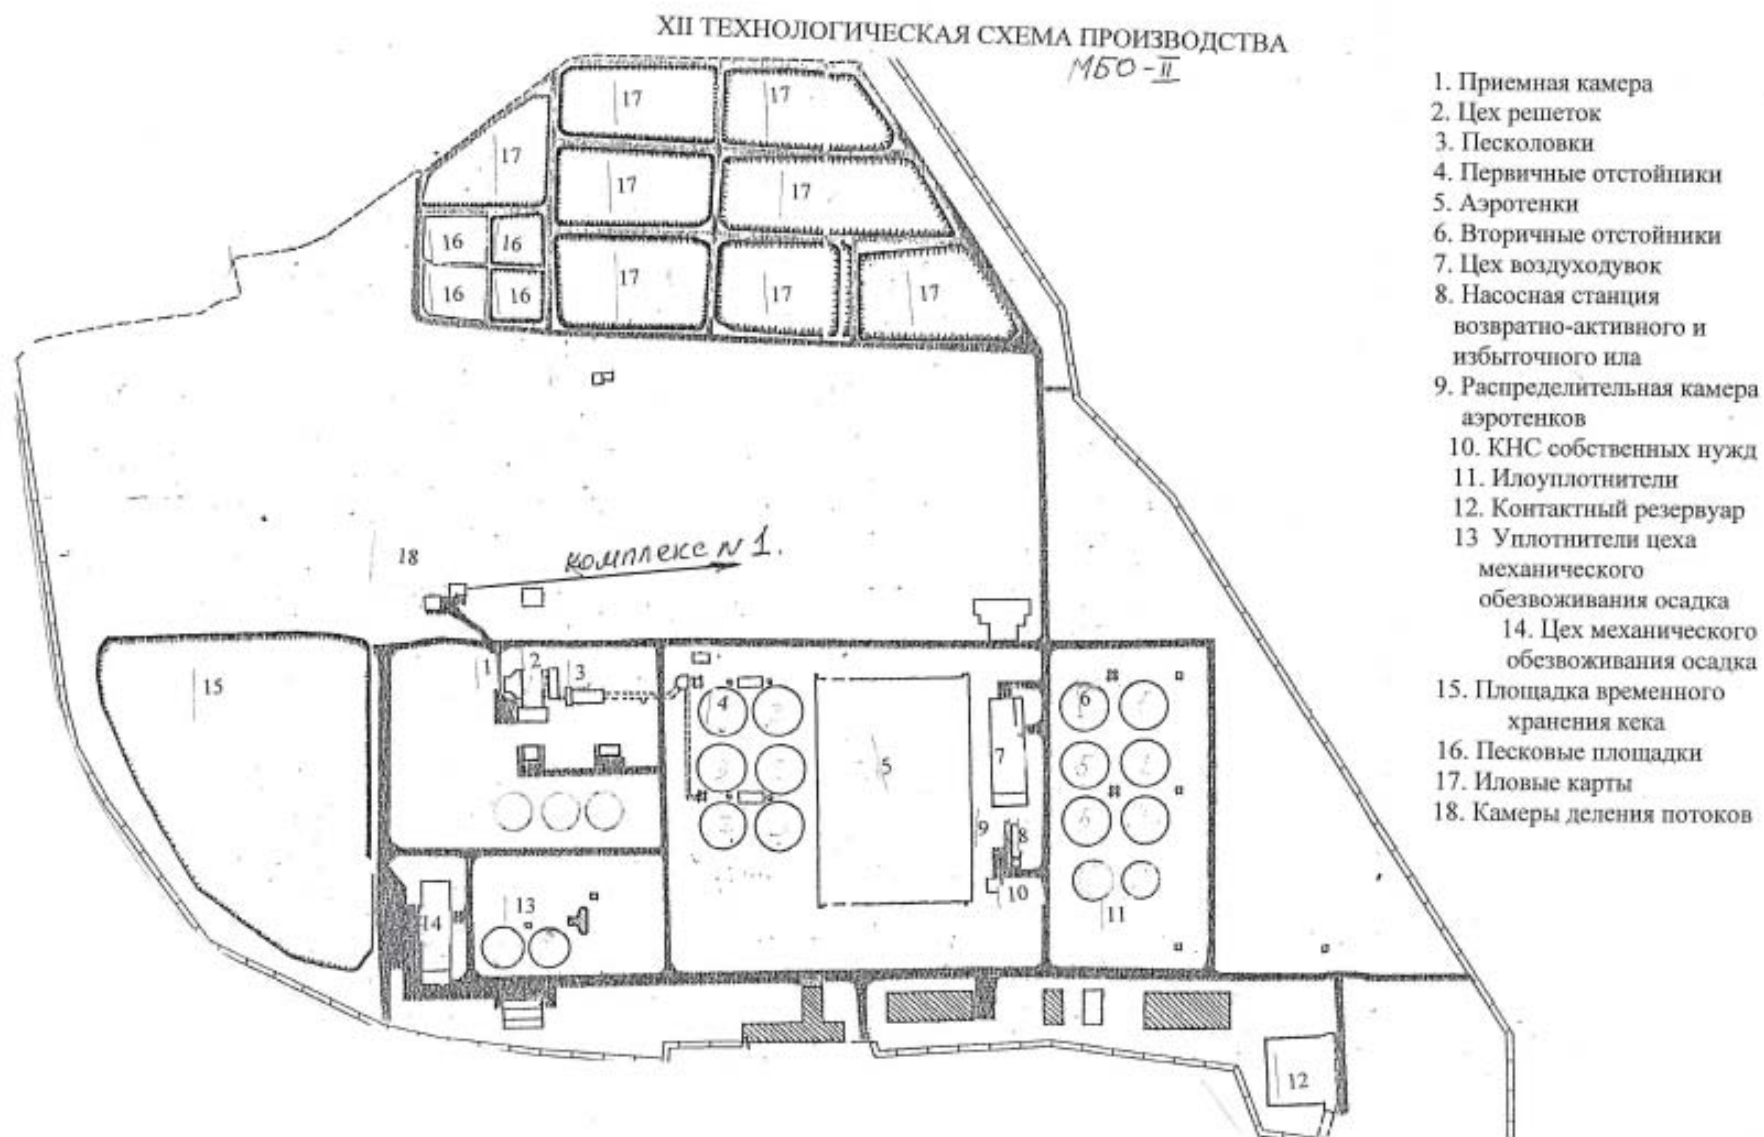 XII ТЕХНОЛОГИЧЕСКАЯ СХЕМА ПРОИЗВОДСТВА
МБО-II
1. Приемная камера
2. Цех решеток
3. Песколовки
4. Первичные отстойники
5. Аэротенки
6. Вторичные отстойники
7. Цех воздуходувок
8. Насосная станция
возвратно-активного и
избыточного ила
9. Распределительная камера
аэротенков
10. КНС собственных нужд
11. Илоуплотнители
12. Контактный резервуар
13 Уплотнители цеха
механического
обезвоживания осадка
14. Цех механического
обезвоживания осадка
15. Площадка временного
хранения кека
16. Песковые площадки
17. Иловые карты
18. Камеры деления потоков
17 17
17
17 17
16 16
16 16
17 17 17
18
комплекс N 1.
15
1 2 3
4
5
6
7
8
9
10
11
13
14
12